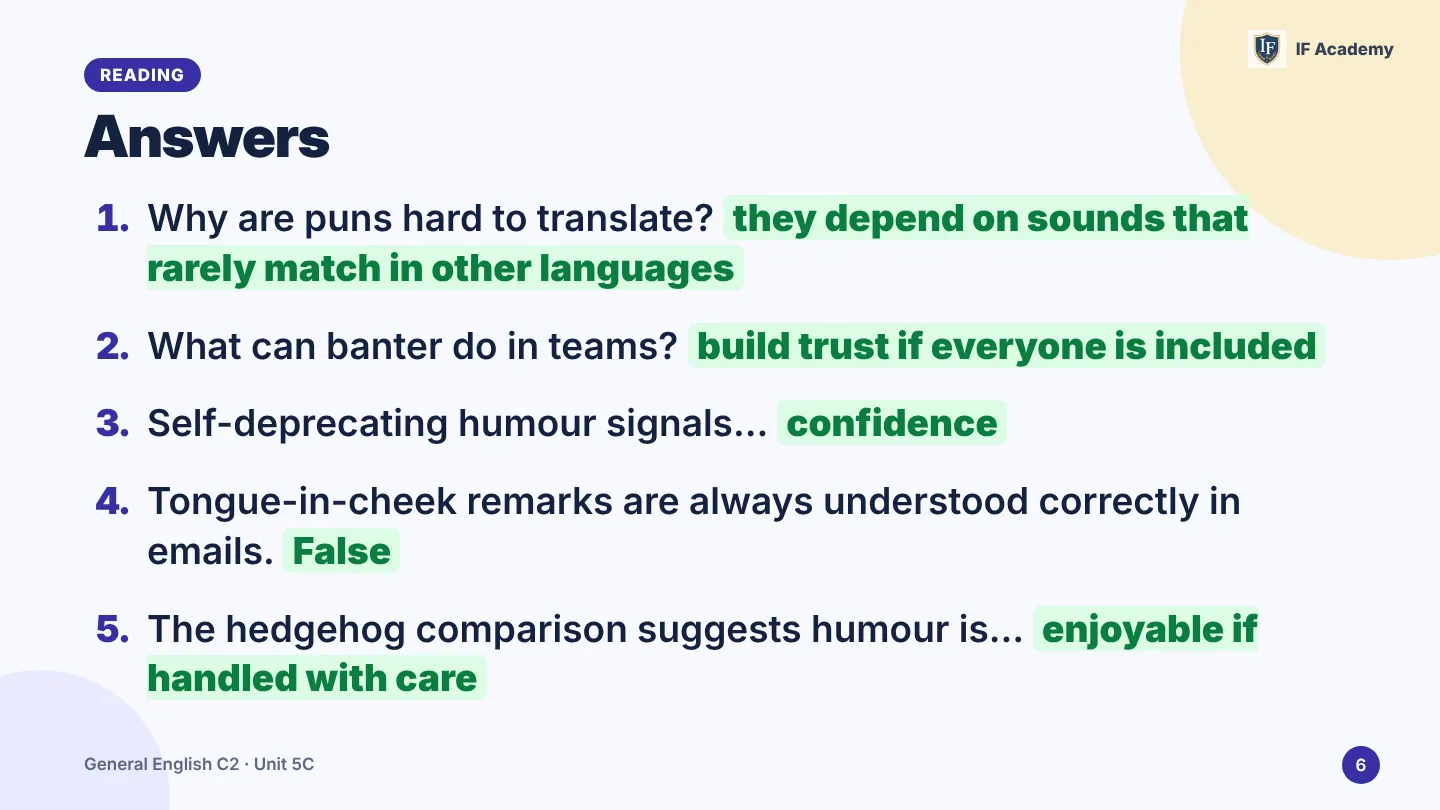 READING
IF Academy
Answers
1. Why are puns hard to translate? they depend on sounds that
rarely match in other languages
2. What can banter do in teams? build trust if everyone is included
3. Self-deprecating humour signals... confidence
4. Tongue-in-cheek remarks are always understood correctly in
emails. False
5. The hedgehog comparison suggests humour is... enjoyable if
handled with care
General English C2 · Unit 5C
6